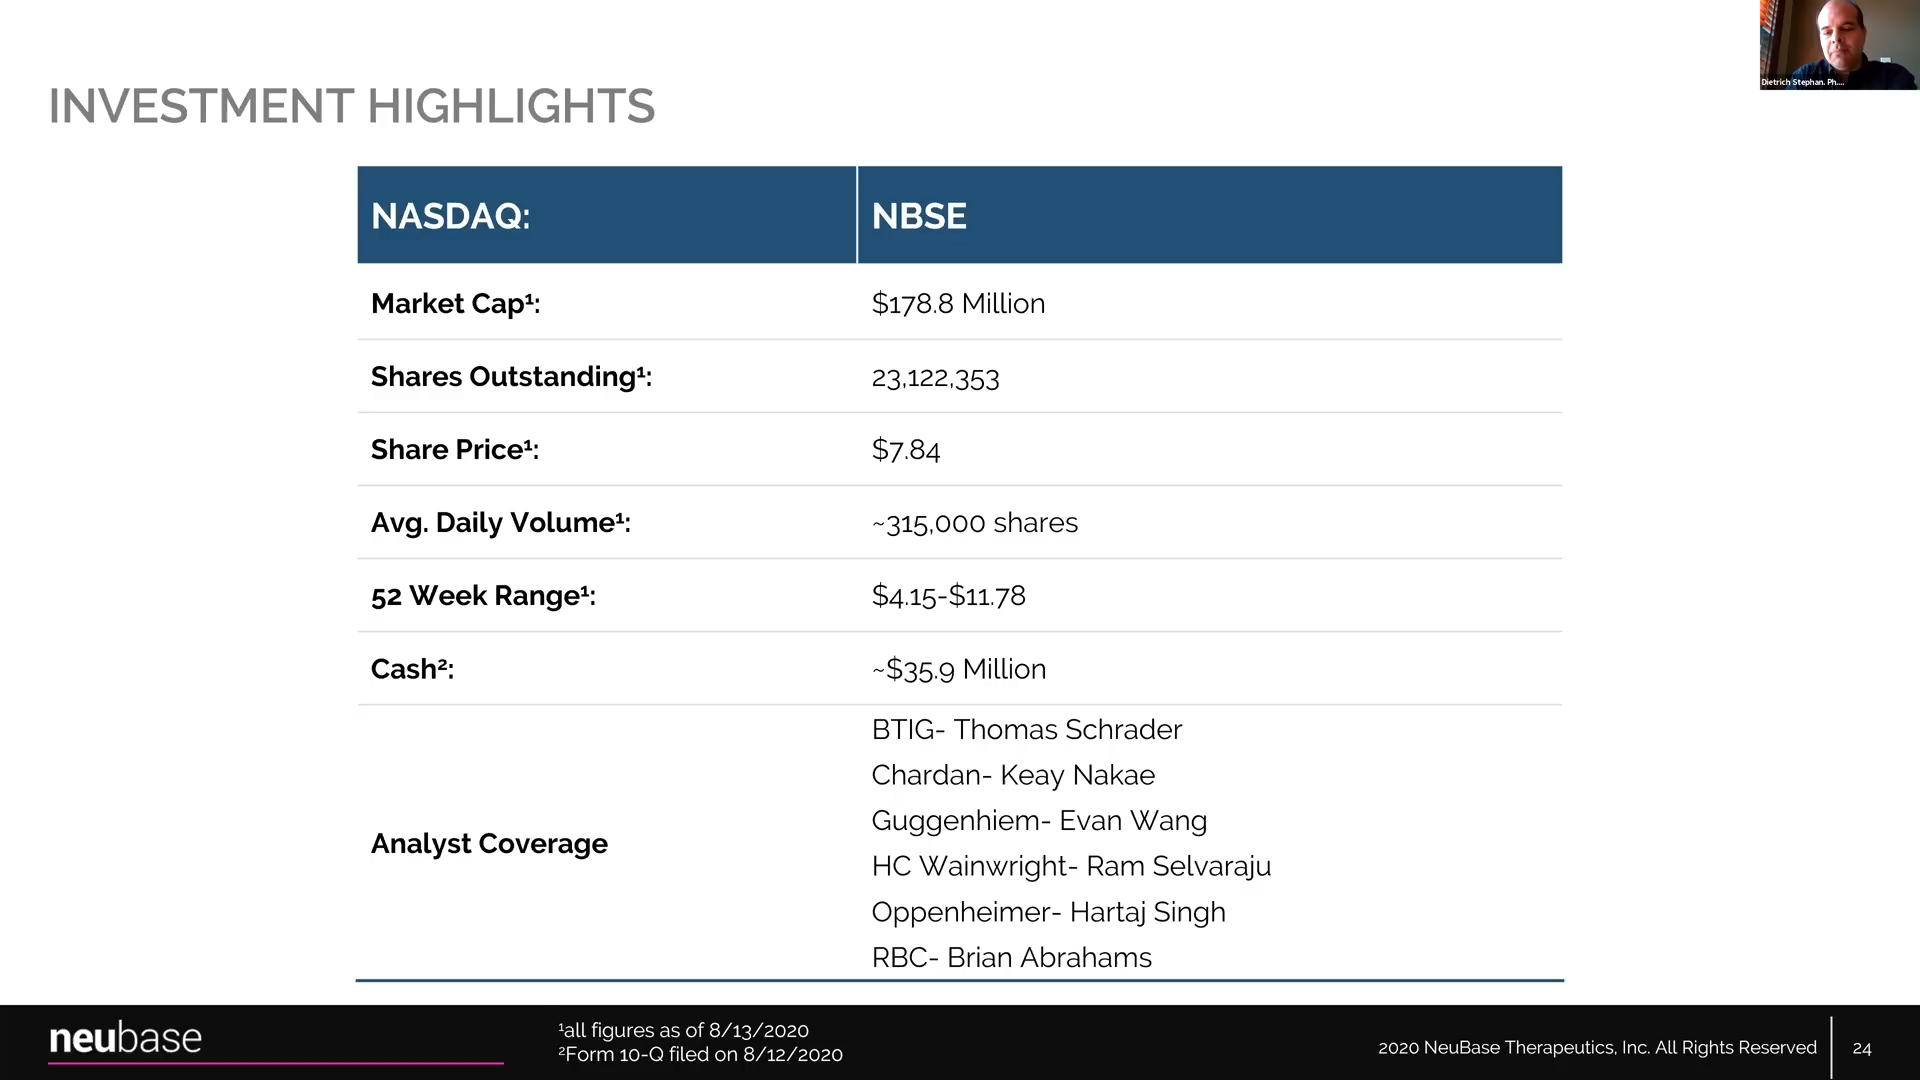 Dietrich Stephan. Ph....
INVESTMENT HIGHLIGHTS
NASDAQ: NBSE
Market Cap¹: $178.8 Million
Shares Outstanding¹: 23,122,353
Share Price¹: $7.84
Avg. Daily Volume¹: ~315,000 shares
52 Week Range¹: $4.15-$11.78
Cash²: ~$35.9 Million
Analyst Coverage
BTIG- Thomas Schrader
Chardan- Keay Nakae
Guggenhiem- Evan Wang
HC Wainwright- Ram Selvaraju
Oppenheimer- Hartaj Singh
RBC- Brian Abrahams
neubase
¹all figures as of 8/13/2020
²Form 10-Q filed on 8/12/2020
2020 NeuBase Therapeutics, Inc. All Rights Reserved
24